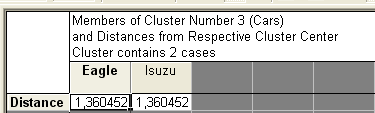 Members of Cluster Number 3 (Cars)
and Distances from Respective Cluster Center
Cluster contains 2 cases
Eagle Isuzu
Distance 1,360452 1,360452